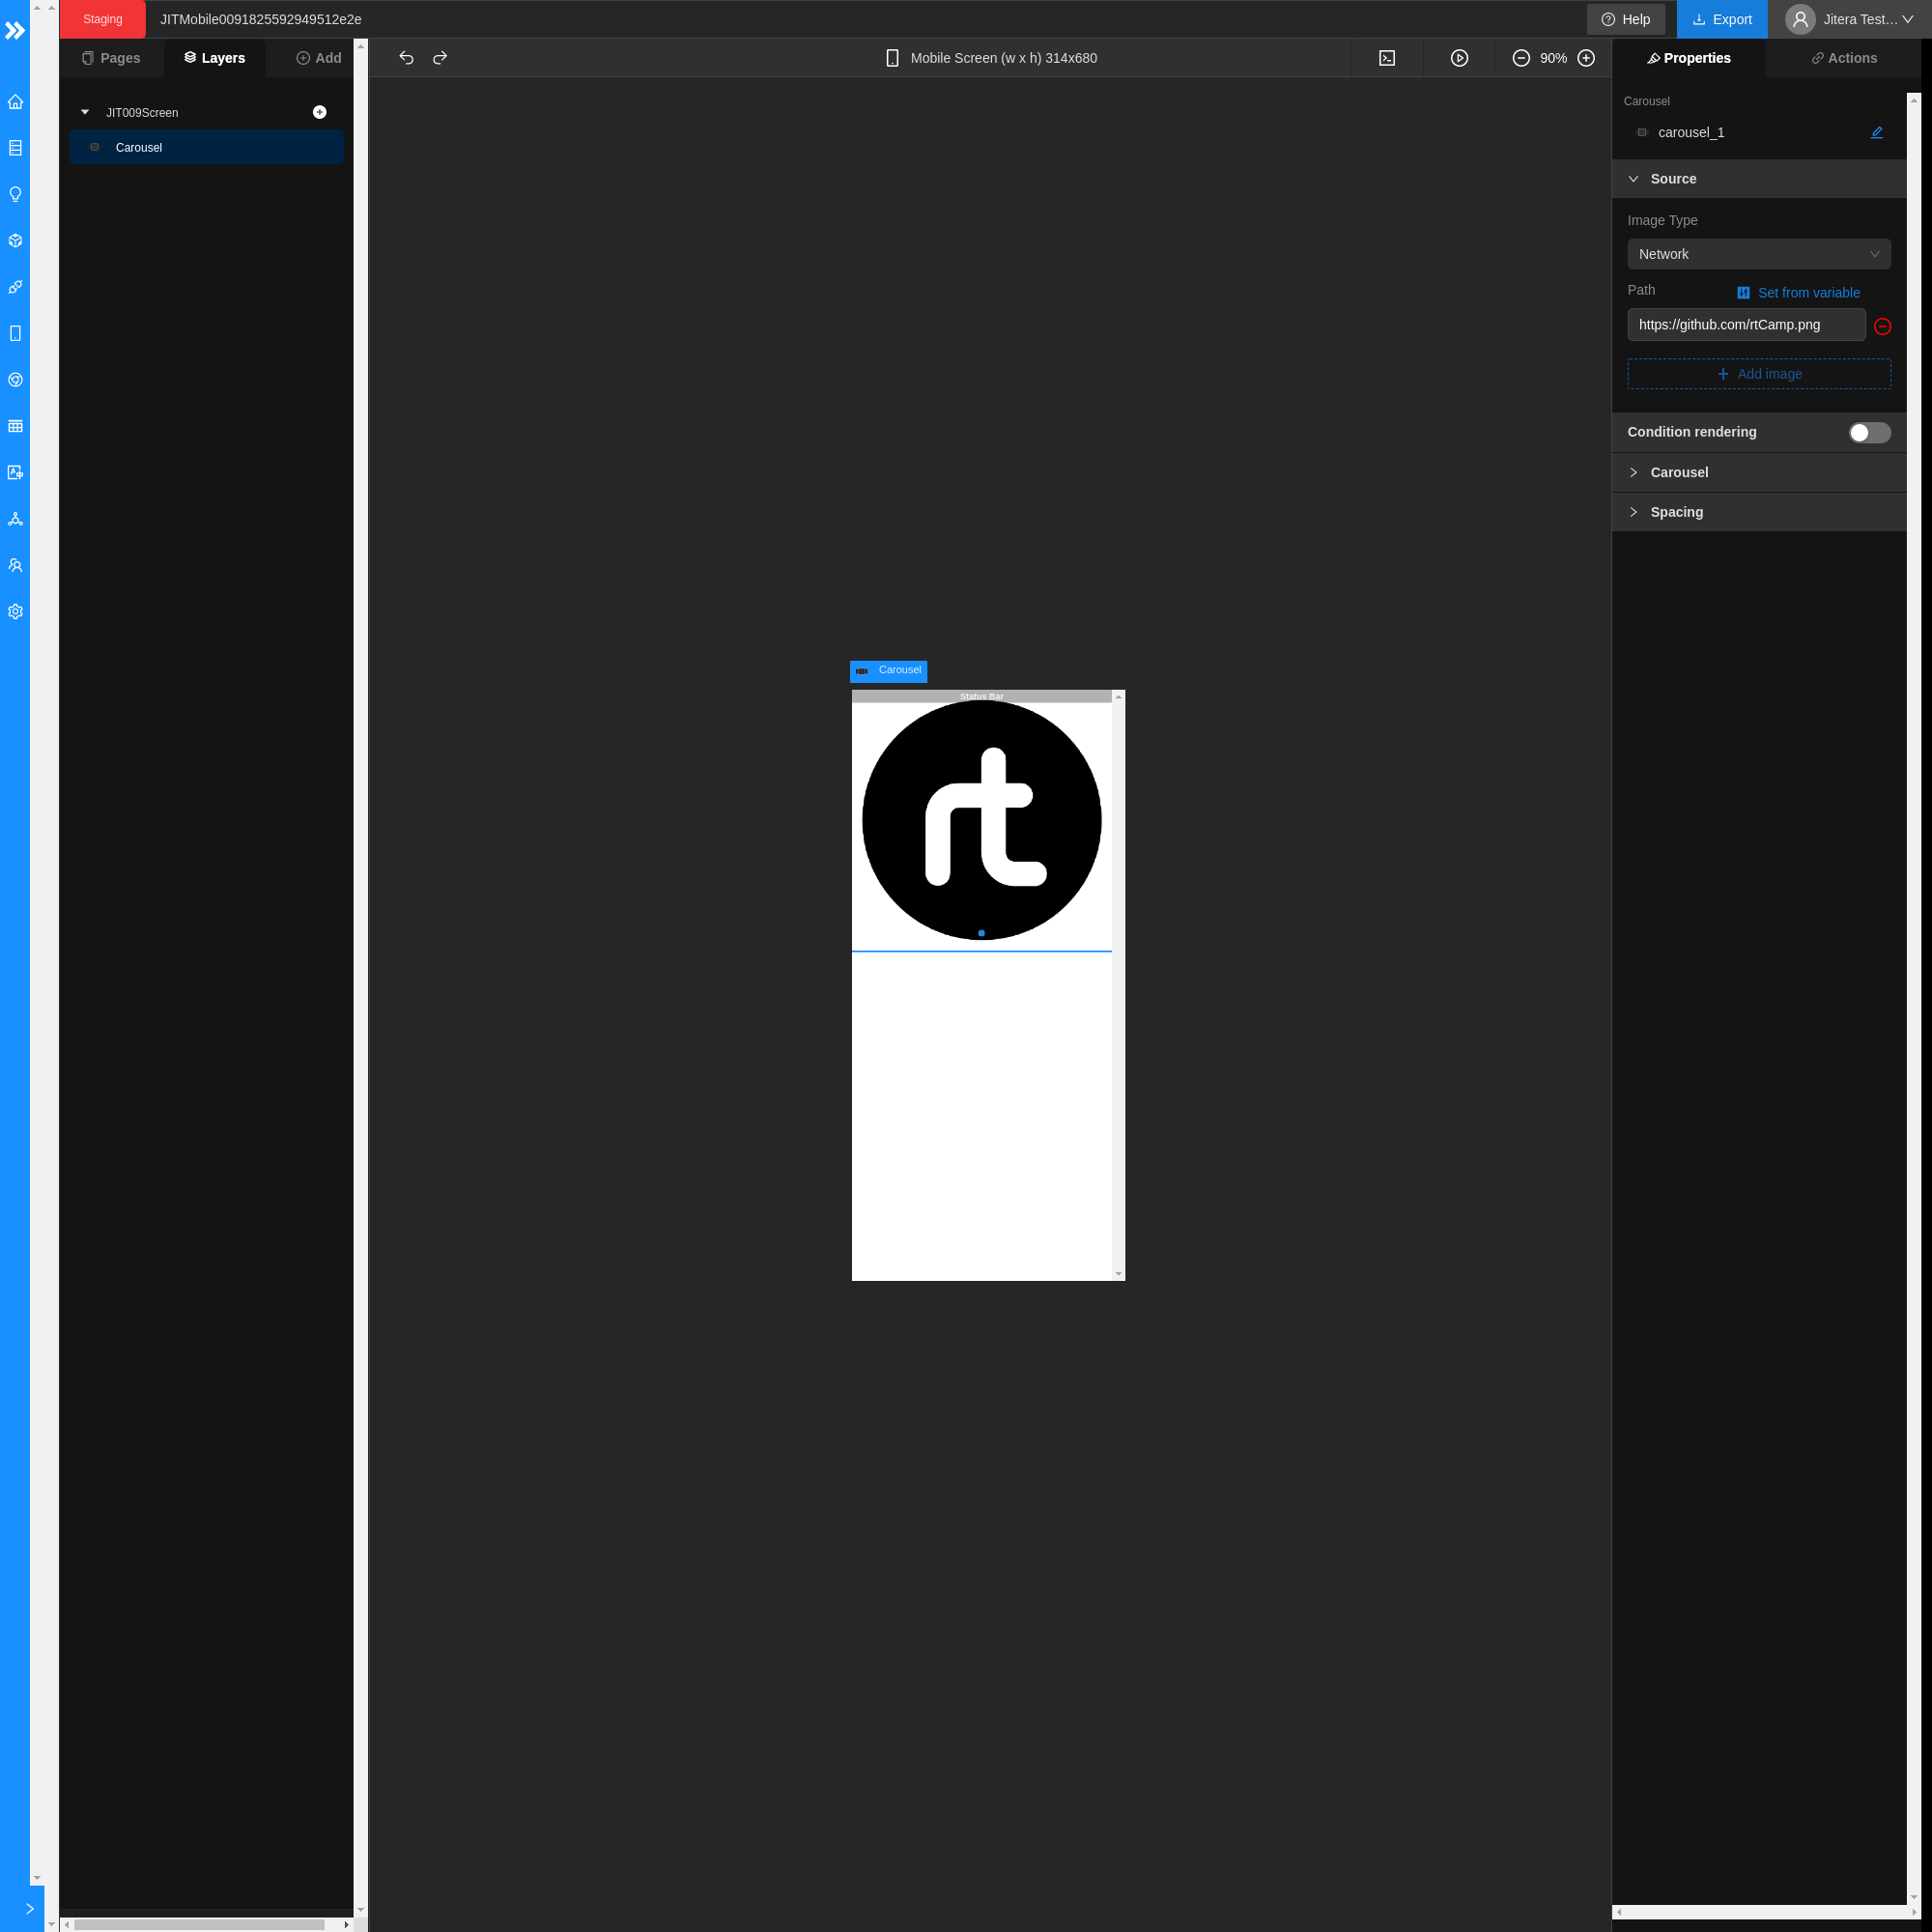 Staging
JITMobile0091825592949512e2e
Help
Export
Jitera Test...
Pages
Layers
Add
Mobile Screen (w x h) 314x680
90%
Properties
Actions
JIT009Screen
Carousel
Carousel
carousel_1
Source
Image Type
Network
Path
Set from variable
https://github.com/rtCamp.png
Add image
Condition rendering
Carousel
Spacing
Carousel
Status Bar
rt